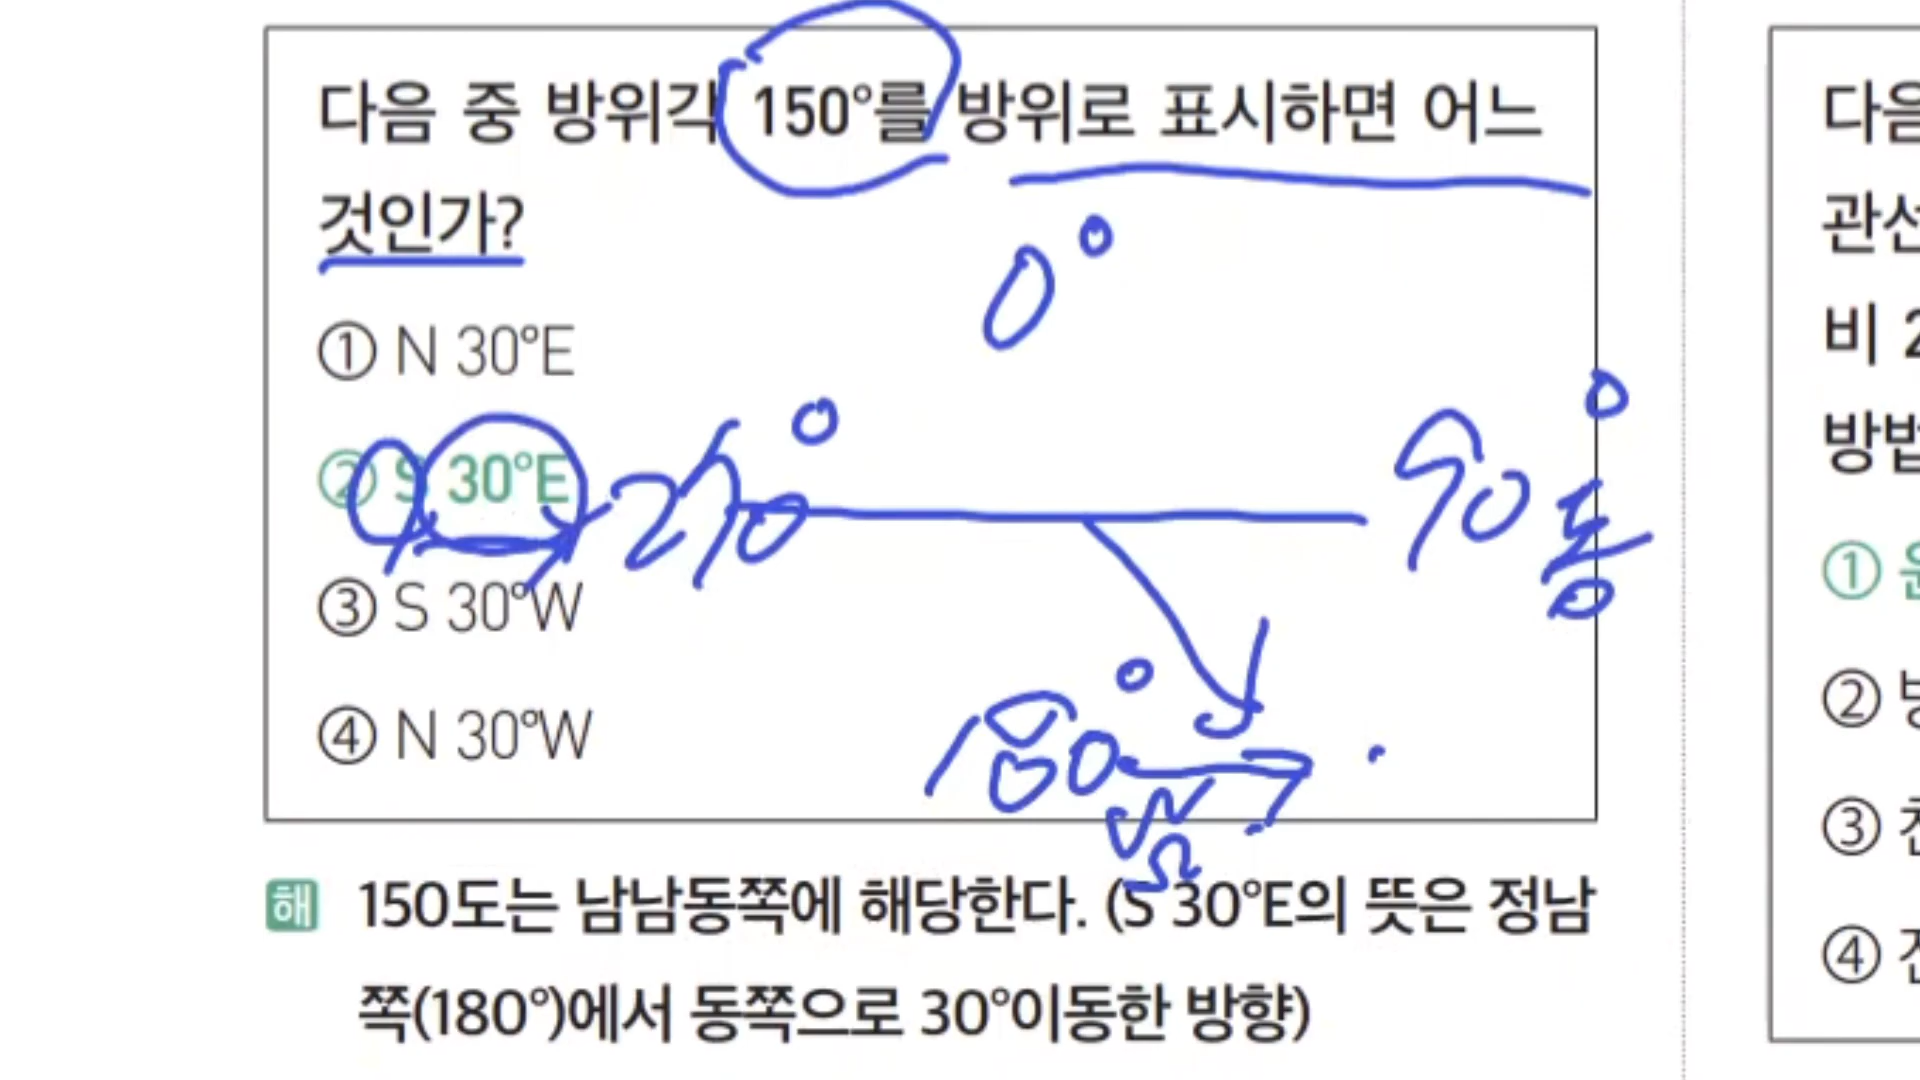 다음 중 방위각 150°를 방위로 표시하면 어느
것인가?
① N 30°E
② S 30°E
③ S 30°W
④ N 30°W
0°
270°
90°
동
180°
해 150도는 남남동쪽에 해당한다. (S 30°E의 뜻은 정남
쪽(180°)에서 동쪽으로 30°이동한 방향)
다음
관선
비 2
방법
①
②
③
④